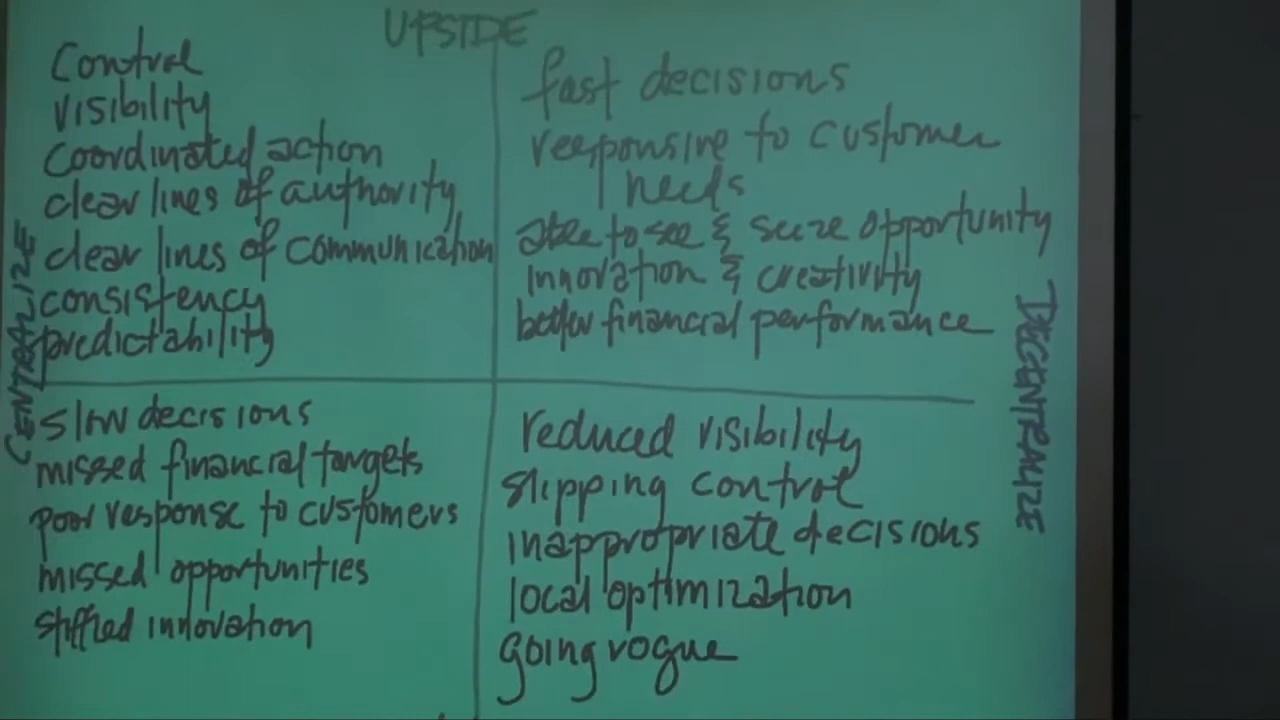 UPSIDE
Control
visibility
Coordinated action
clear lines of authority
clear lines of communication
consistency
predictability
fast decisions
responsive to customer
needs
able to see & seize opportunity
innovation & creativity
better financial performance
CENTRALIZE
DECENTRALIZE
slow decisions
missed financial targets
poor response to customers
missed opportunities
stifled innovation
reduced visibility
slipping control
inappropriate decisions
local optimization
going rogue